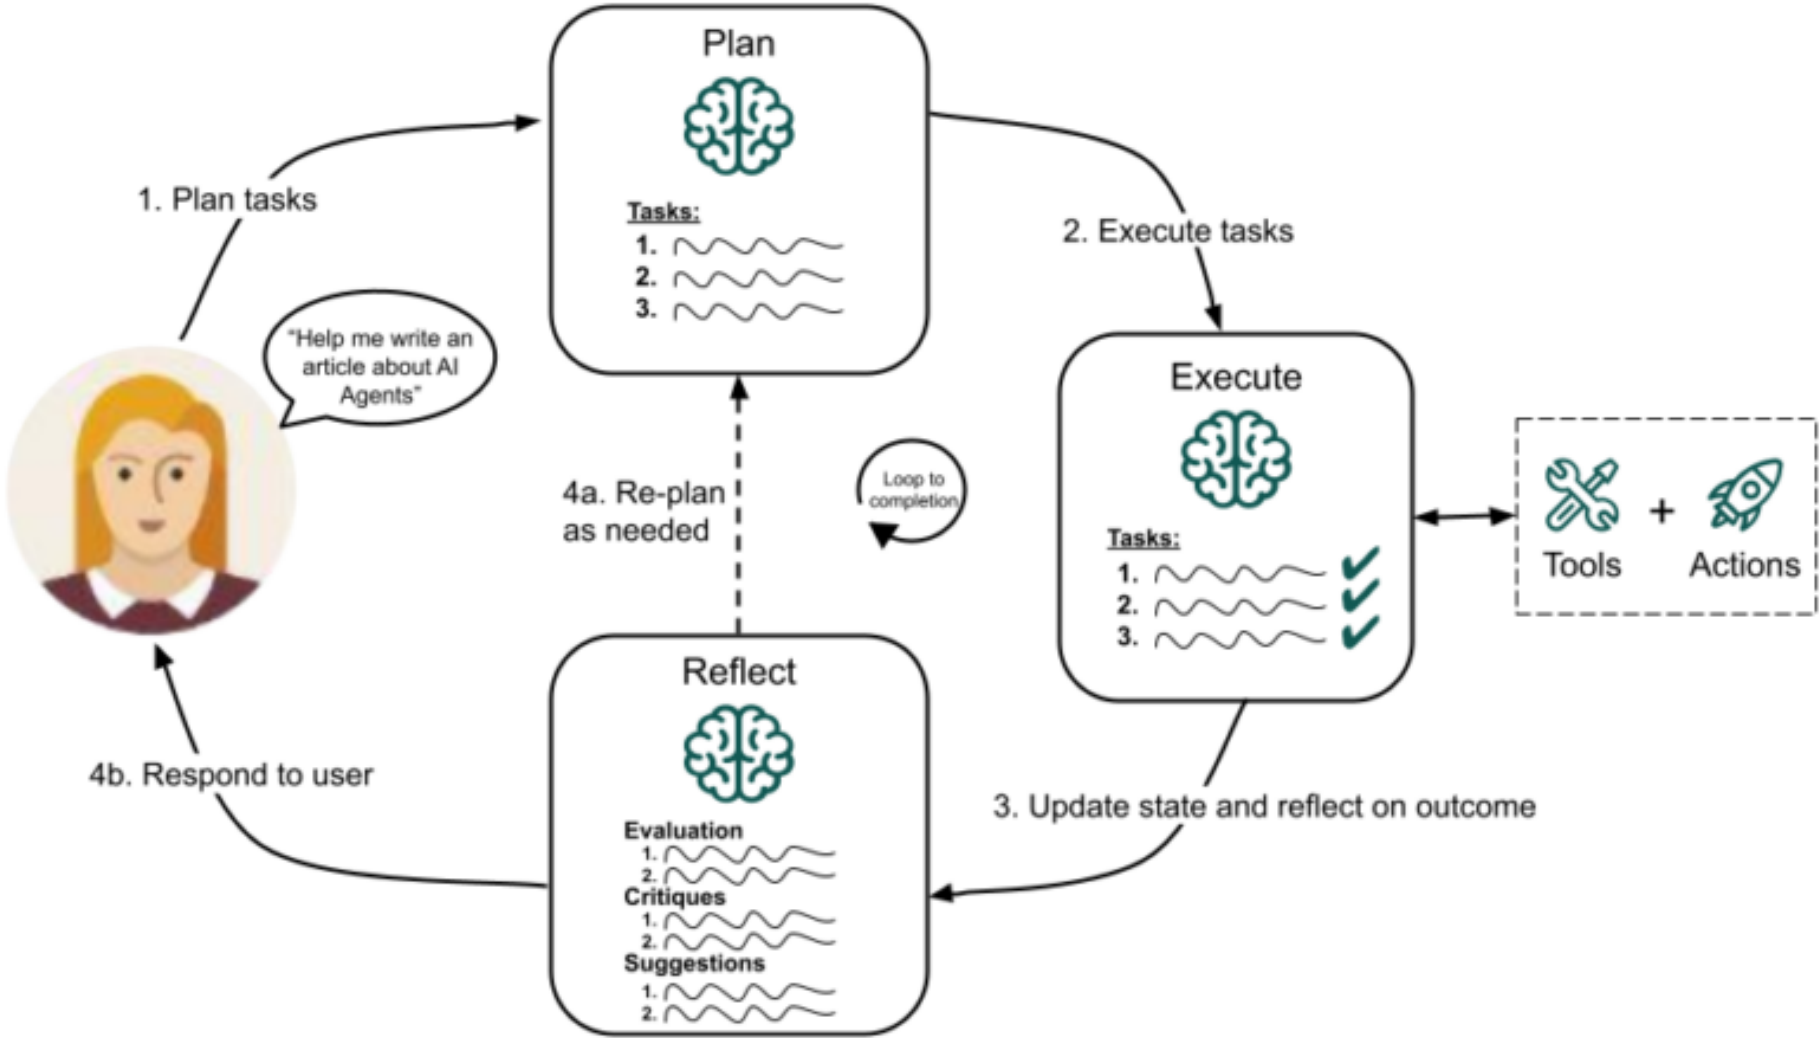 Plan
Tasks:
1.
2.
3.
1. Plan tasks
2. Execute tasks
“Help me write an
article about AI
Agents”
Execute
Tasks:
1.
2.
3.
Tools
+
Actions
4a. Re-plan
as needed
Loop to
completion
Reflect
Evaluation
1.
2.
Critiques
1.
2.
Suggestions
1.
2.
4b. Respond to user
3. Update state and reflect on outcome